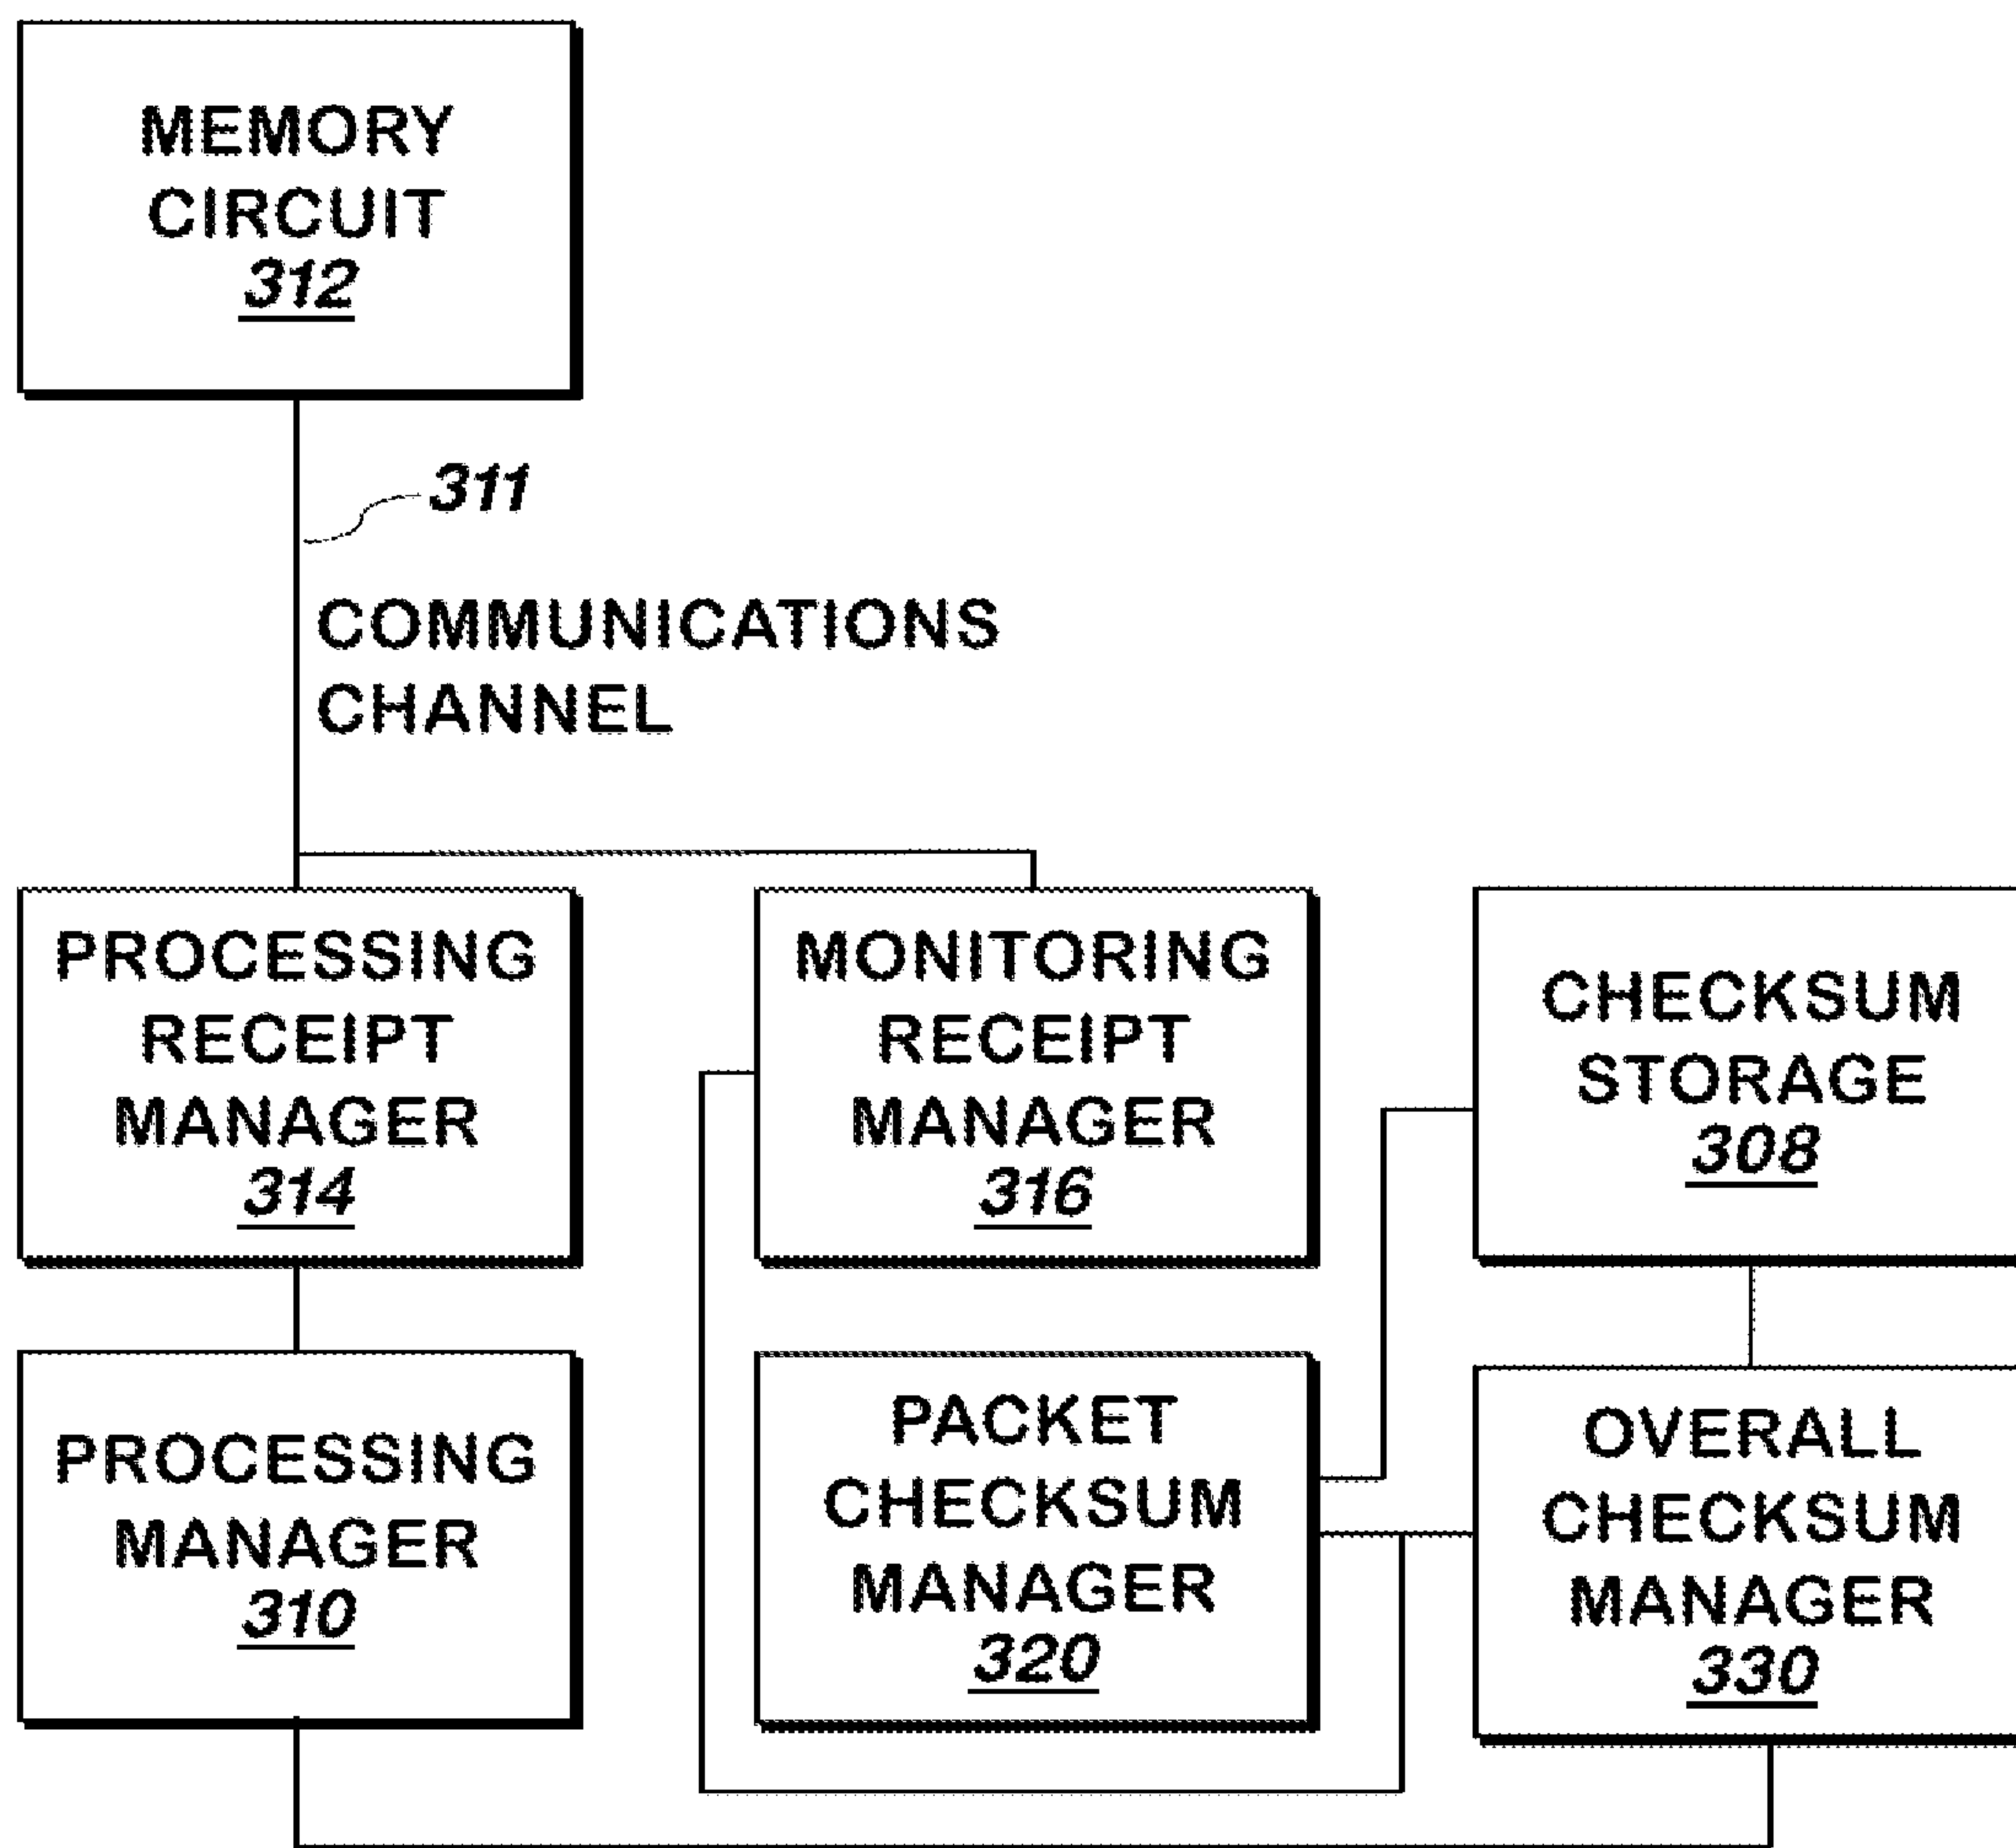 MEMORY
CIRCUIT
312
311
COMMUNICATIONS
CHANNEL
PROCESSING
RECEIPT
MANAGER
314
MONITORING
RECEIPT
MANAGER
316
CHECKSUM
STORAGE
308
PROCESSING
MANAGER
310
PACKET
CHECKSUM
MANAGER
320
OVERALL
CHECKSUM
MANAGER
330